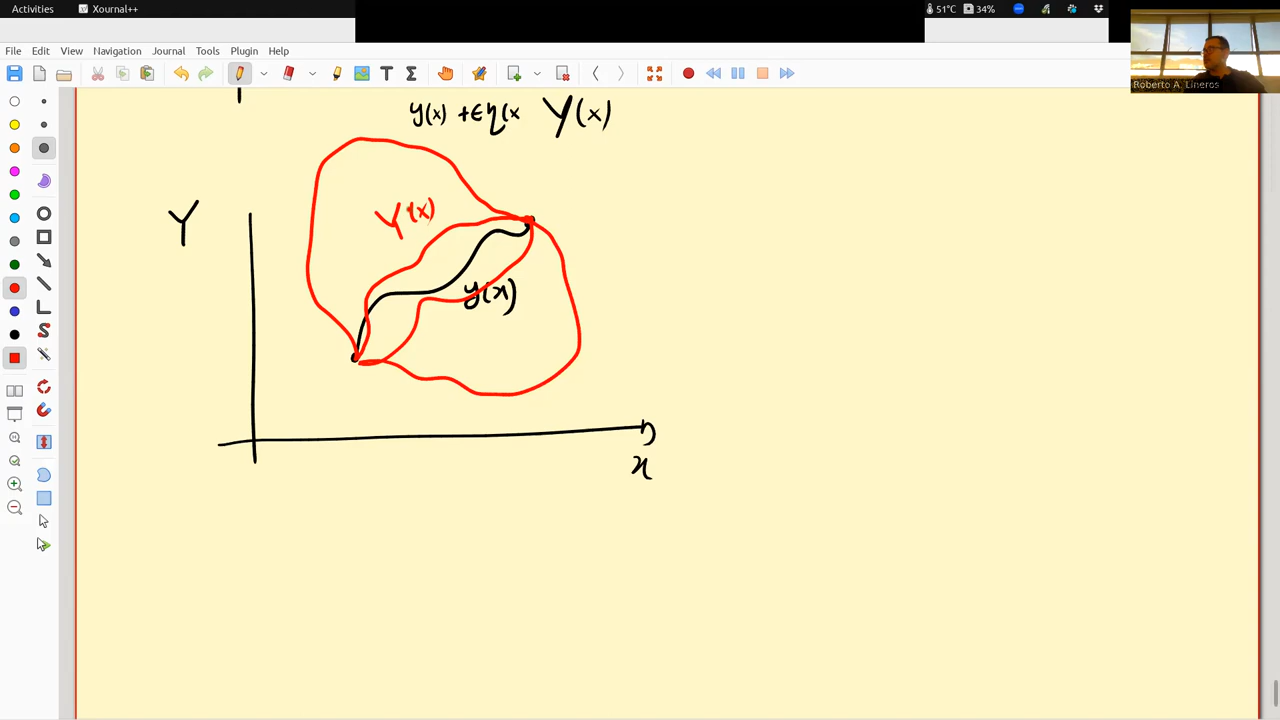 Activities Xournal++ 51°C 34%
File Edit View Navigation Journal Tools Plugin Help
Roberto A. Lineros
y(x) +εη(x Y(x)
Y
Y(x)
y(x)
x